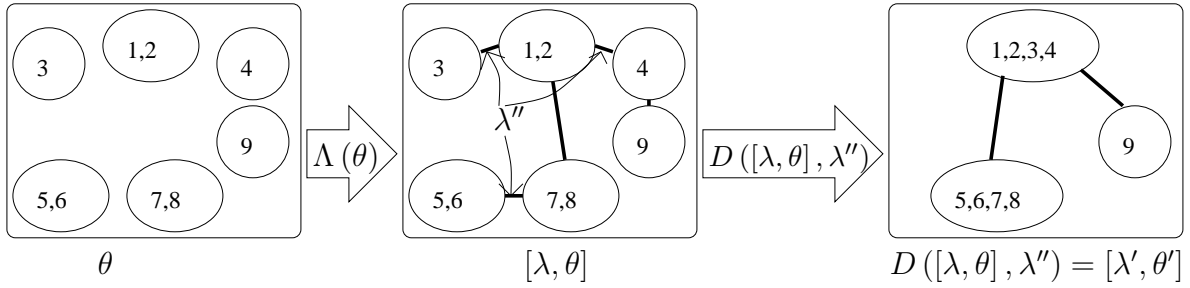 3
1,2
4
9
5,6
7,8
θ
Λ (θ)
3
1,2
4
λ″
9
5,6
7,8
[λ, θ]
D ([λ, θ] , λ″)
1,2,3,4
9
5,6,7,8
D ([λ, θ] , λ″) = [λ′, θ′]